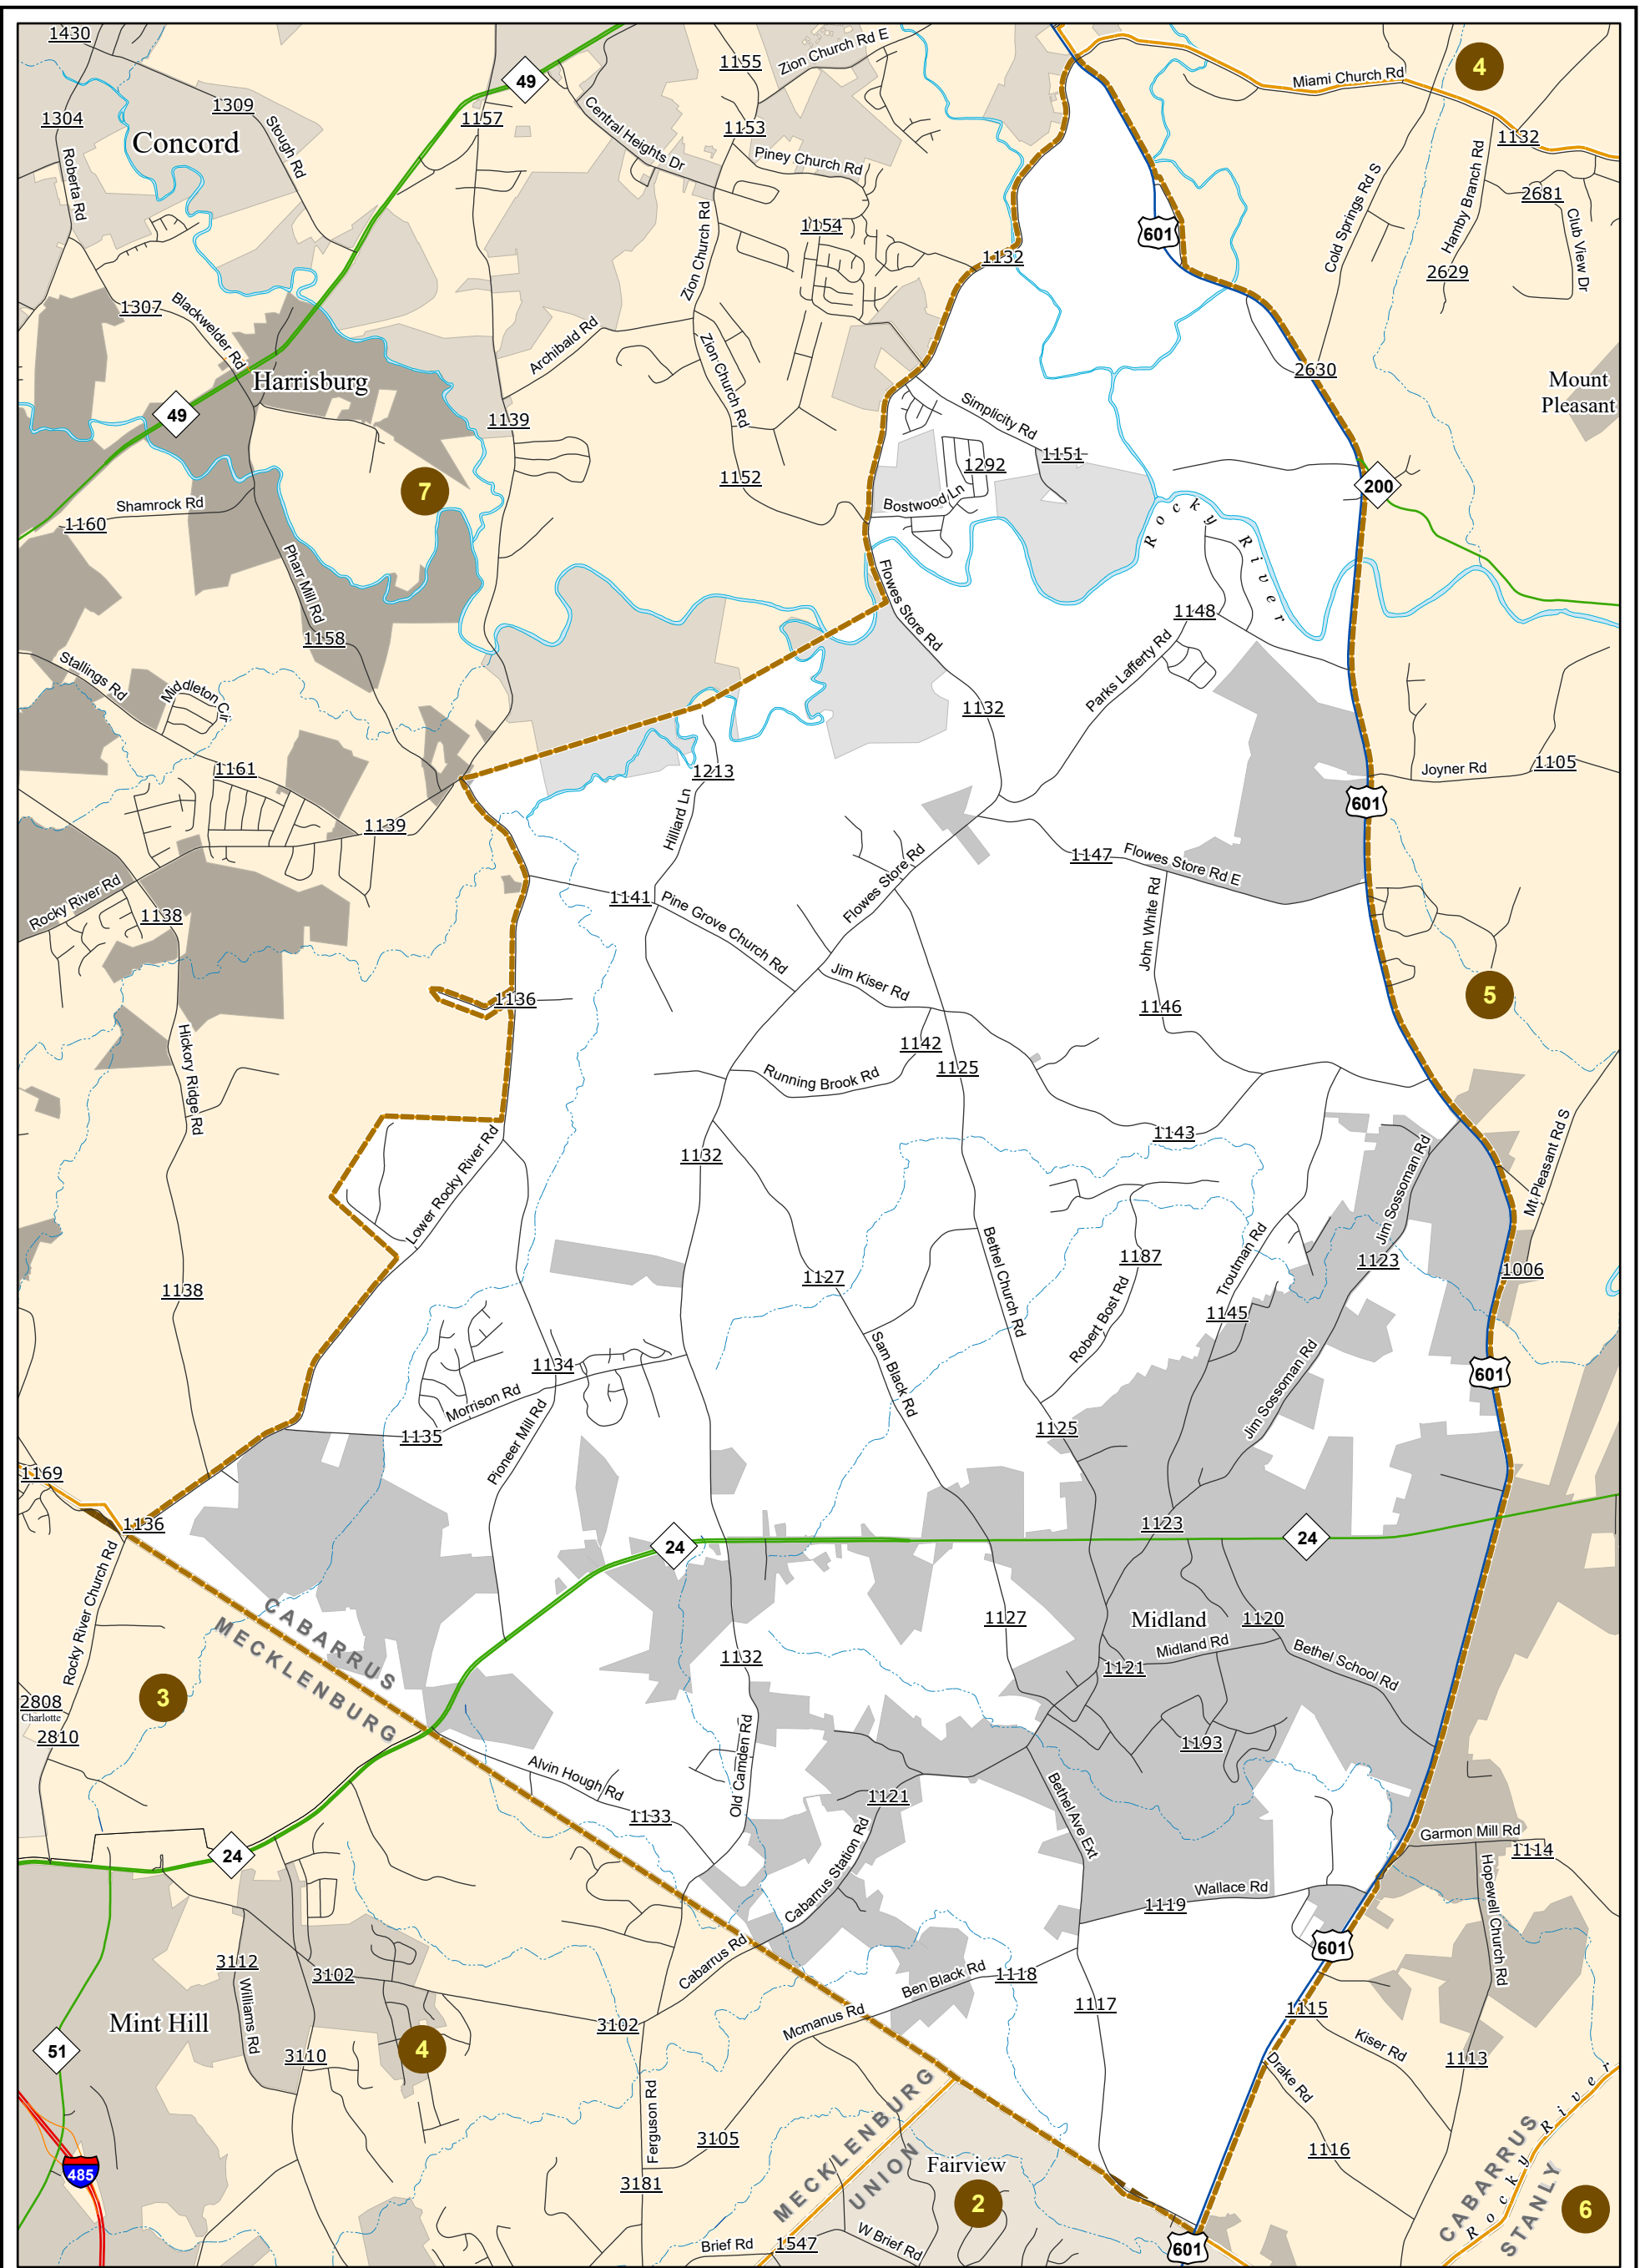 1430
49
1155
Zion Church Rd E
4
Miami Church Rd
1309
1304
1157
Concord
Stough Rd
Central Heights Dr
1153
Piney Church Rd
1132
Roberta Rd
Hamby Branch Rd
Cold Springs Rd S
2681
Club View Dr
Zion Church Rd
1154
601
1132
2629
1307
Blackwelder Rd
Archibald Rd
Zion Church Rd
2630
Harrisburg
49
Mount
Pleasant
1139
Simplicity Rd
1151
1292
7
1152
Bostwood Ln
200
Shamrock Rd
1160
Rocky River
Pharr Mill Rd
Flowes Store Rd
1158
1148
Stallings Rd
Middleton Cir
Parks Lafferty Rd
1132
1161
1213
Joyner Rd
1105
601
Hilliard Ln
1139
1147
Flowes Store Rd E
Rocky River Rd
1138
1141
Pine Grove Church Rd
Flowes Store Rd
John White Rd
Jim Kiser Rd
5
1136
1146
Hickory Ridge Rd
1142
1125
Running Brook Rd
1143
1132
Lower Rocky River Rd
Jim Sossoman Rd
Mt Pleasant Rd S
1138
1127
Bethel Church Rd
1187
Troutman Rd
1123
1006
1145
Robert Bost Rd
Sam Black Rd
1134
601
Morrison Rd
1135
Pioneer Mill Rd
1125
Jim Sossoman Rd
1169
1136
1123
24
24
Rocky River Church Rd
CABARRUS
MECKLENBURG
1127
Midland
1120
1132
Midland Rd
1121
Bethel School Rd
3
2808
Charlotte
2810
1193
Alvin Hough Rd
Old Camden Rd
1121
Bethel Ave Ext
1133
24
Cabarrus Station Rd
Garmon Mill Rd
1114
Hopewell Church Rd
Wallace Rd
1119
601
3112
3102
Cabarrus Rd
Ben Black Rd
1118
Williams Rd
Mint Hill
3102
Mcmanus Rd
1117
1115
51
4
3110
Kiser Rd
1113
Drake Rd
Ferguson Rd
3105
MECKLENBURG
UNION
485
3181
Fairview
1116
CABARRUS
Rocky River
STANLY
2
6
Brief Rd
1547
W Brief Rd
601